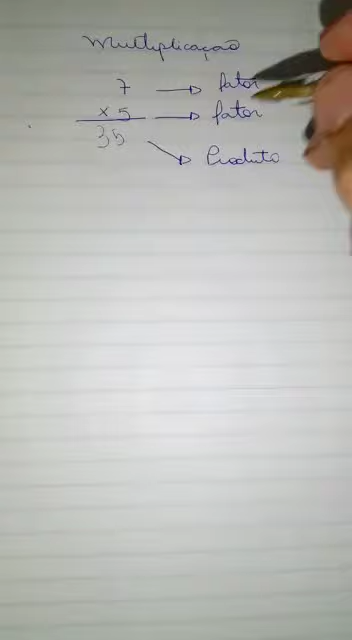 Multiplicação
7 → fator
x 5 → fator
35 → Produto